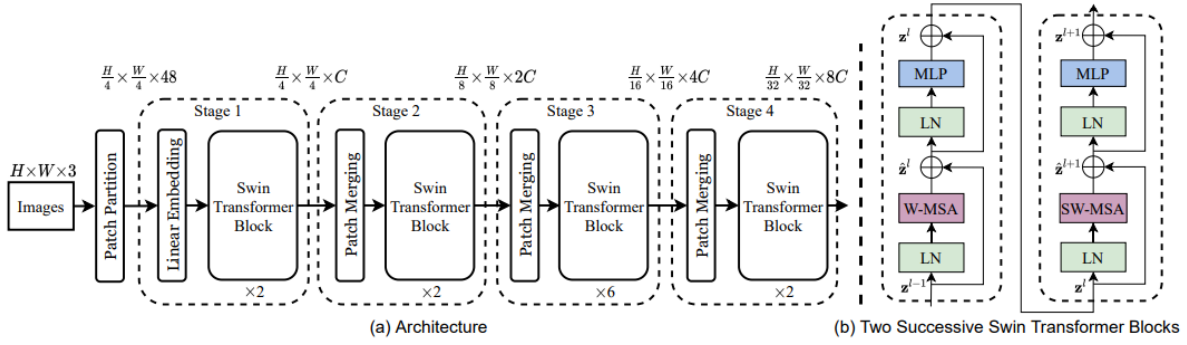 H/4 × W/4 × 48
H/4 × W/4 × C
H/8 × W/8 × 2C
H/16 × W/16 × 4C
H/32 × W/32 × 8C
H×W×3
Images
Patch Partition
Stage 1
Linear Embedding
Swin
Transformer
Block
×2
Stage 2
Patch Merging
Swin
Transformer
Block
×2
Stage 3
Patch Merging
Swin
Transformer
Block
×6
Stage 4
Patch Merging
Swin
Transformer
Block
×2
(a) Architecture
z^l
MLP
LN
ẑ^l
W-MSA
LN
z^{l-1}
z^{l+1}
MLP
LN
ẑ^{l+1}
SW-MSA
LN
z^l
(b) Two Successive Swin Transformer Blocks